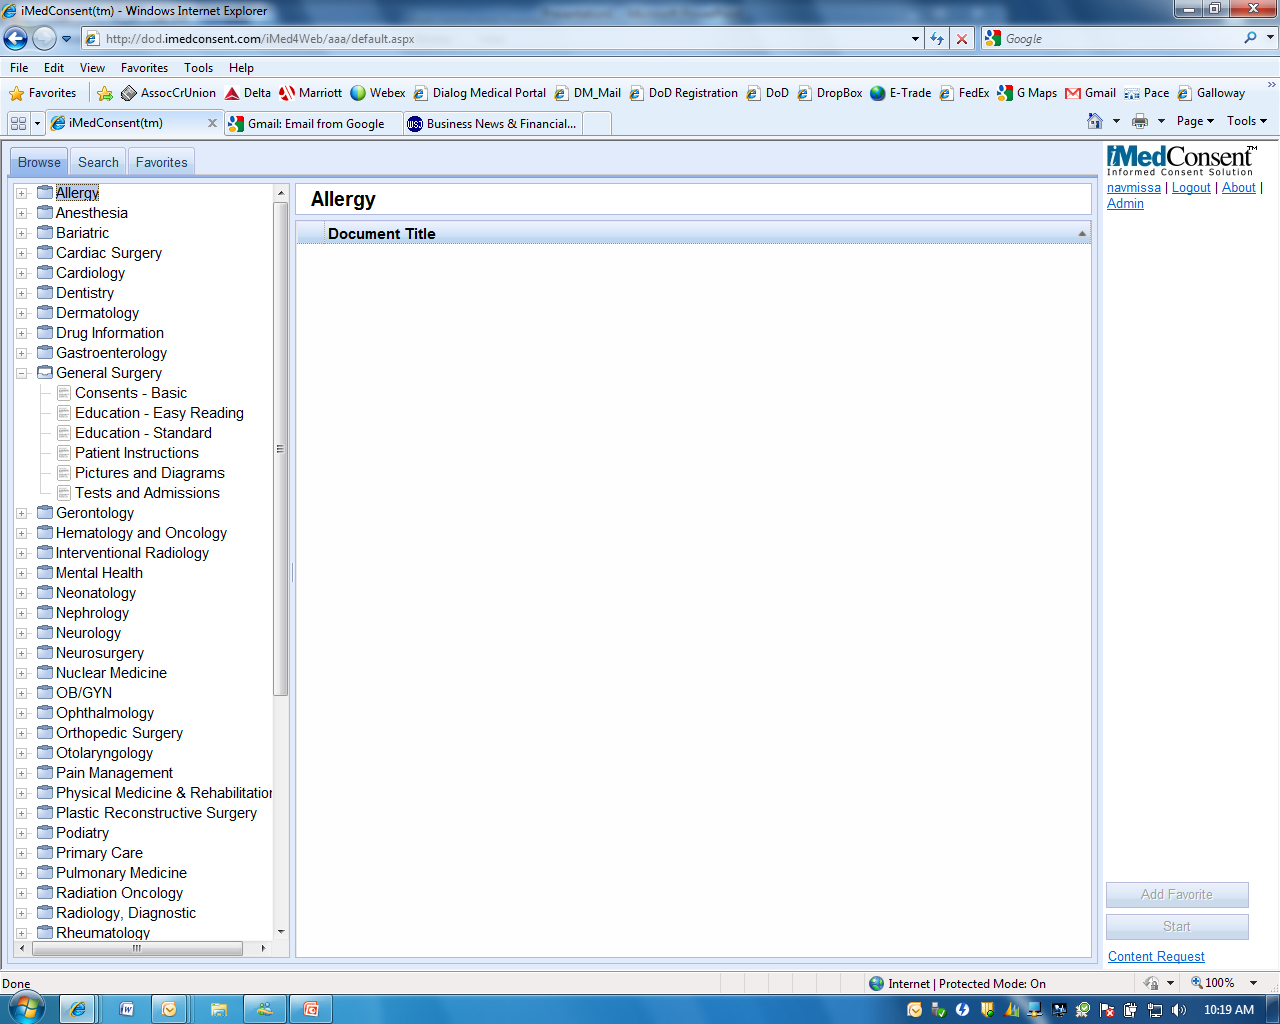 iMedConsent(tm) - Windows Internet Explorer
http://dod.imedconsent.com/iMed4Web/aaa/default.aspx
Google
File Edit View Favorites Tools Help
Favorites AssocCrUnion Delta Marriott Webex Dialog Medical Portal DM_Mail DoD Registration DoD DropBox E-Trade FedEx G Maps Gmail Pace Galloway
iMedConsent(tm) Gmail: Email from Google WSJ Business News & Financial... Page Tools
Browse Search Favorites
iMedConsent™
Informed Consent Solution
navmissa | Logout | About |
Admin
Allergy
Anesthesia
Bariatric
Cardiac Surgery
Cardiology
Dentistry
Dermatology
Drug Information
Gastroenterology
General Surgery
Consents - Basic
Education - Easy Reading
Education - Standard
Patient Instructions
Pictures and Diagrams
Tests and Admissions
Gerontology
Hematology and Oncology
Interventional Radiology
Mental Health
Neonatology
Nephrology
Neurology
Neurosurgery
Nuclear Medicine
OB/GYN
Ophthalmology
Orthopedic Surgery
Otolaryngology
Pain Management
Physical Medicine & Rehabilitation
Plastic Reconstructive Surgery
Podiatry
Primary Care
Pulmonary Medicine
Radiation Oncology
Radiology, Diagnostic
Rheumatology
Allergy
Document Title
Add Favorite
Start
Content Request
Done
Internet | Protected Mode: On
100%
10:19 AM